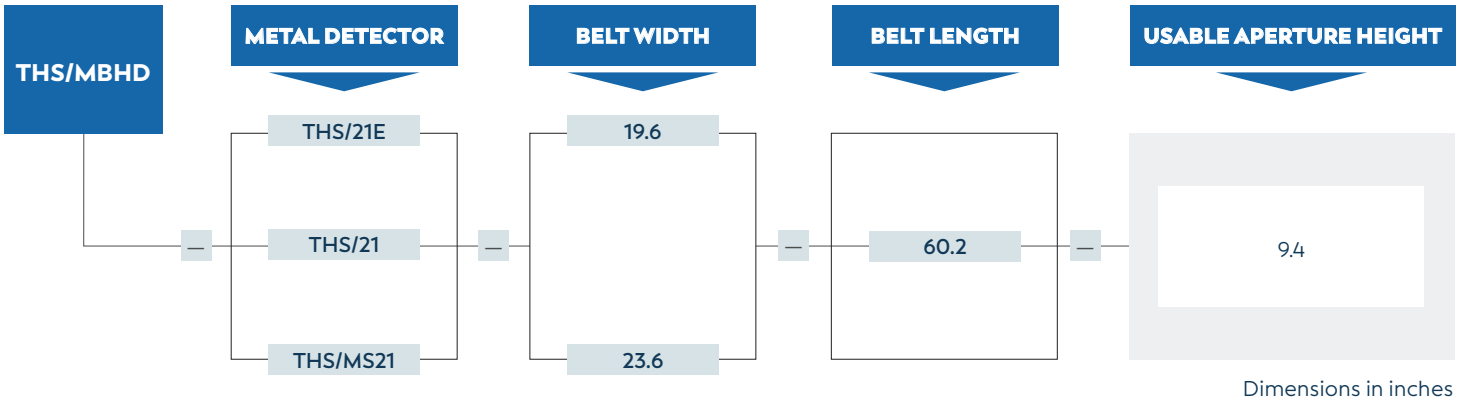 THS/MBHD
METAL DETECTOR
BELT WIDTH
BELT LENGTH
USABLE APERTURE HEIGHT
THS/21E
THS/21
THS/MS21
19.6
23.6
60.2
9.4
—
—
—
—
Dimensions in inches